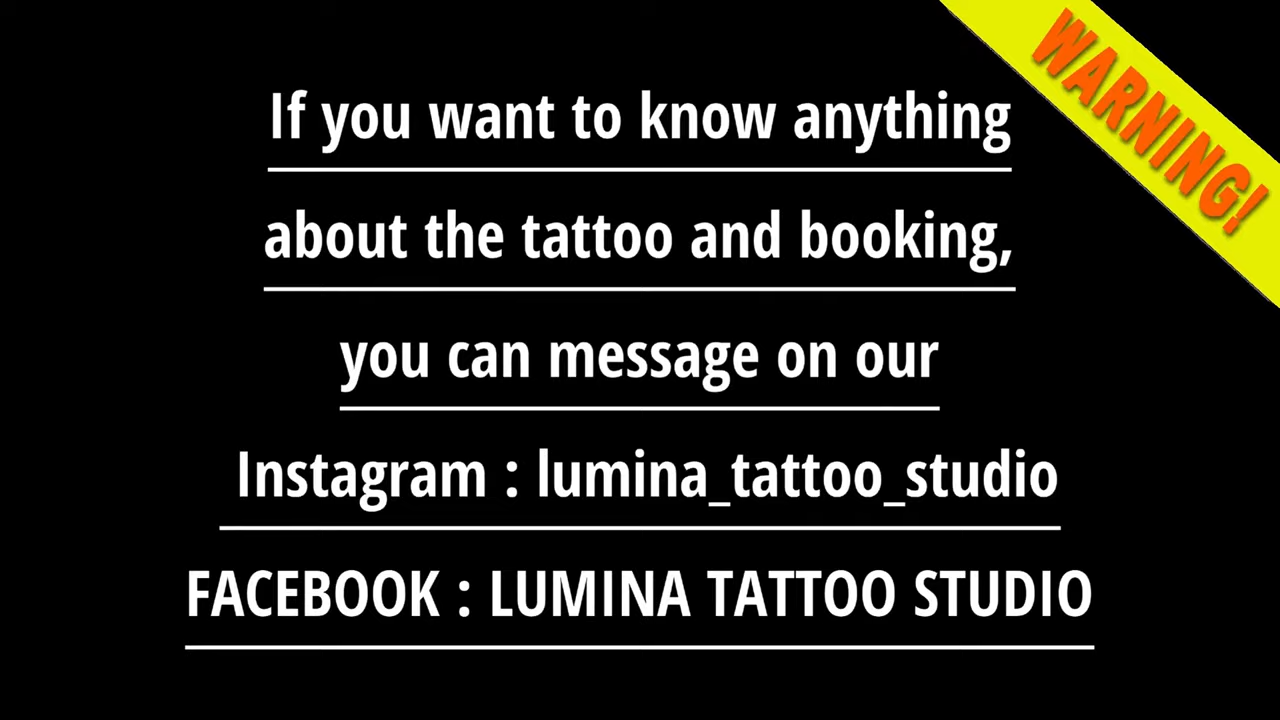 WARNING!
If you want to know anything
about the tattoo and booking,
you can message on our
Instagram : lumina_tattoo_studio
FACEBOOK : LUMINA TATTOO STUDIO